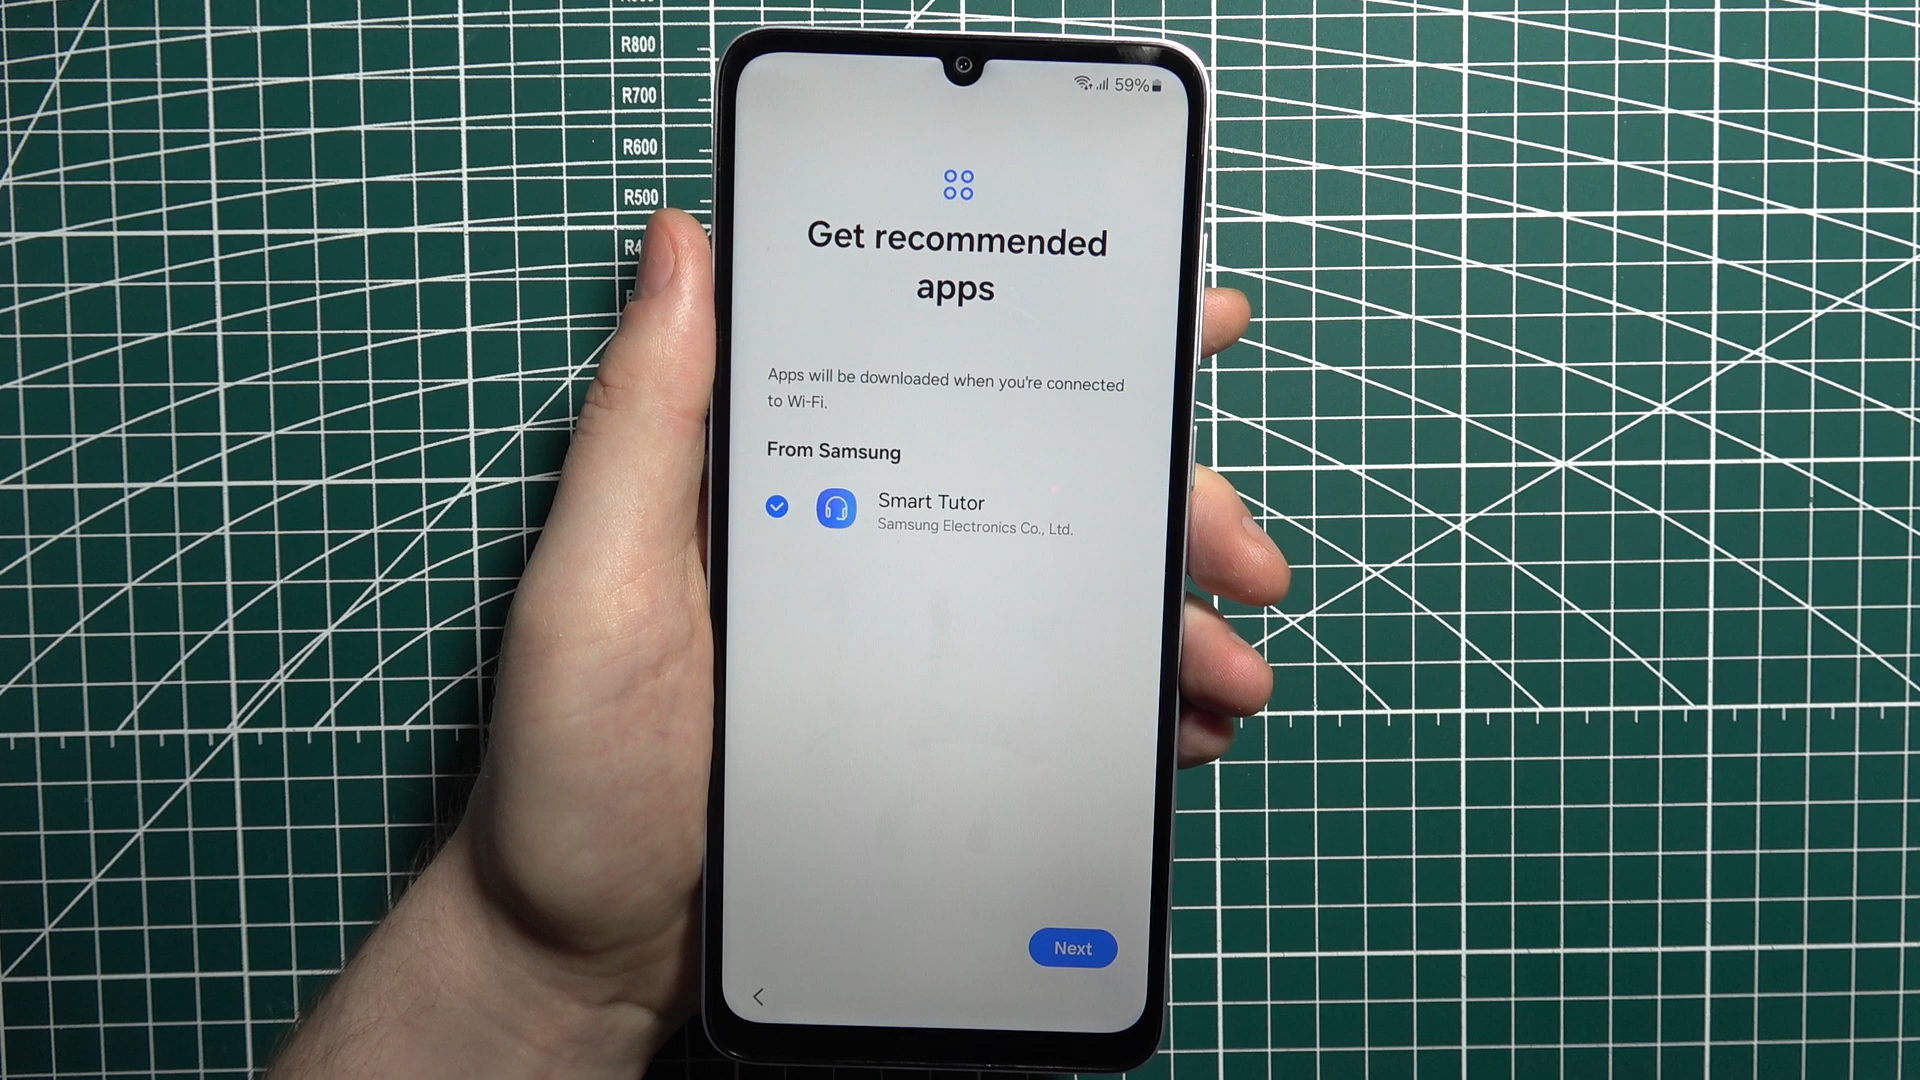 R800
R700
R600
R500
R4
59%
Get recommended
apps
Apps will be downloaded when you're connected
to Wi-Fi.
From Samsung
Smart Tutor
Samsung Electronics Co., Ltd.
Next